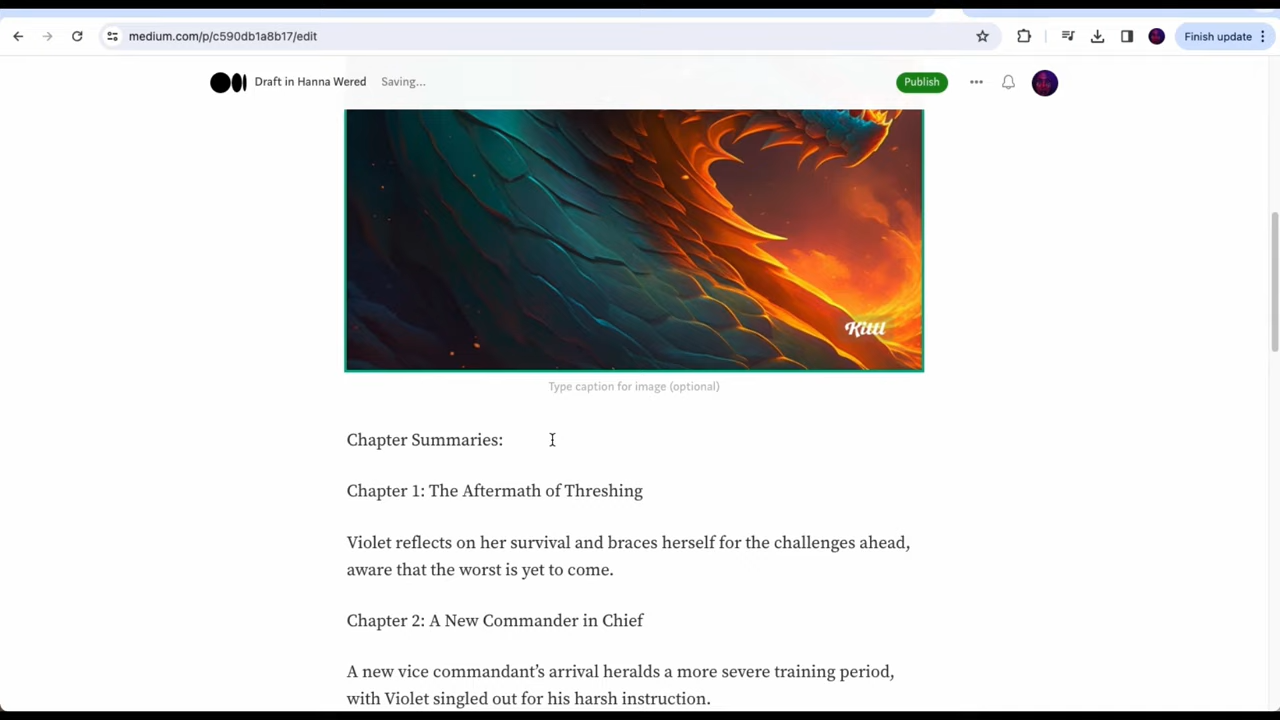 medium.com/p/c590db1a8b17/edit
Finish update
Draft in Hanna Wered
Saving...
Publish
Kittl
Type caption for image (optional)
Chapter Summaries:
Chapter 1: The Aftermath of Threshing
Violet reflects on her survival and braces herself for the challenges ahead,
aware that the worst is yet to come.
Chapter 2: A New Commander in Chief
A new vice commandant’s arrival heralds a more severe training period,
with Violet singled out for his harsh instruction.